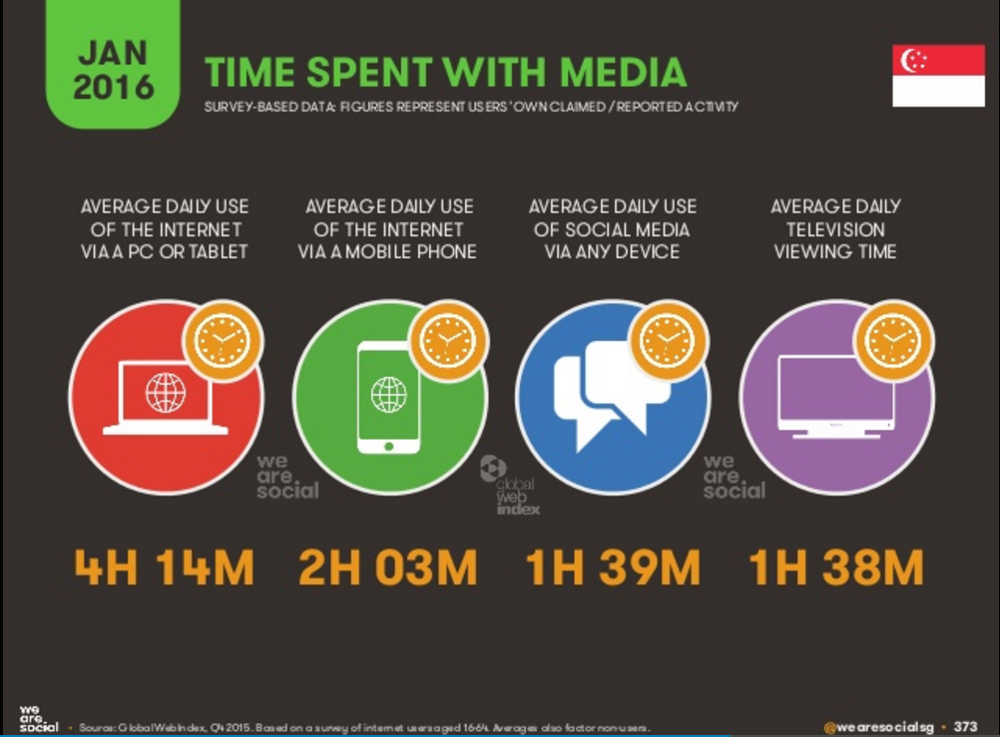 JAN
2016
TIME SPENT WITH MEDIA
SURVEY-BASED DATA: FIGURES REPRESENT USERS' OWN CLAIMED / REPORTED ACTIVITY
AVERAGE DAILY USE
OF THE INTERNET
VIA A PC OR TABLET
AVERAGE DAILY USE
OF THE INTERNET
VIA A MOBILE PHONE
AVERAGE DAILY USE
OF SOCIAL MEDIA
VIA ANY DEVICE
AVERAGE DAILY
TELEVISION
VIEWING TIME
we
are
social
global
web
index
we
are
social
4H 14M
2H 03M
1H 39M
1H 38M
we
are
social
• Source: GlobalWebIndex, Q4 2015. Based on a survey of internet users aged 16-64. Averages also factor non-users.
@wearesocialsg • 373